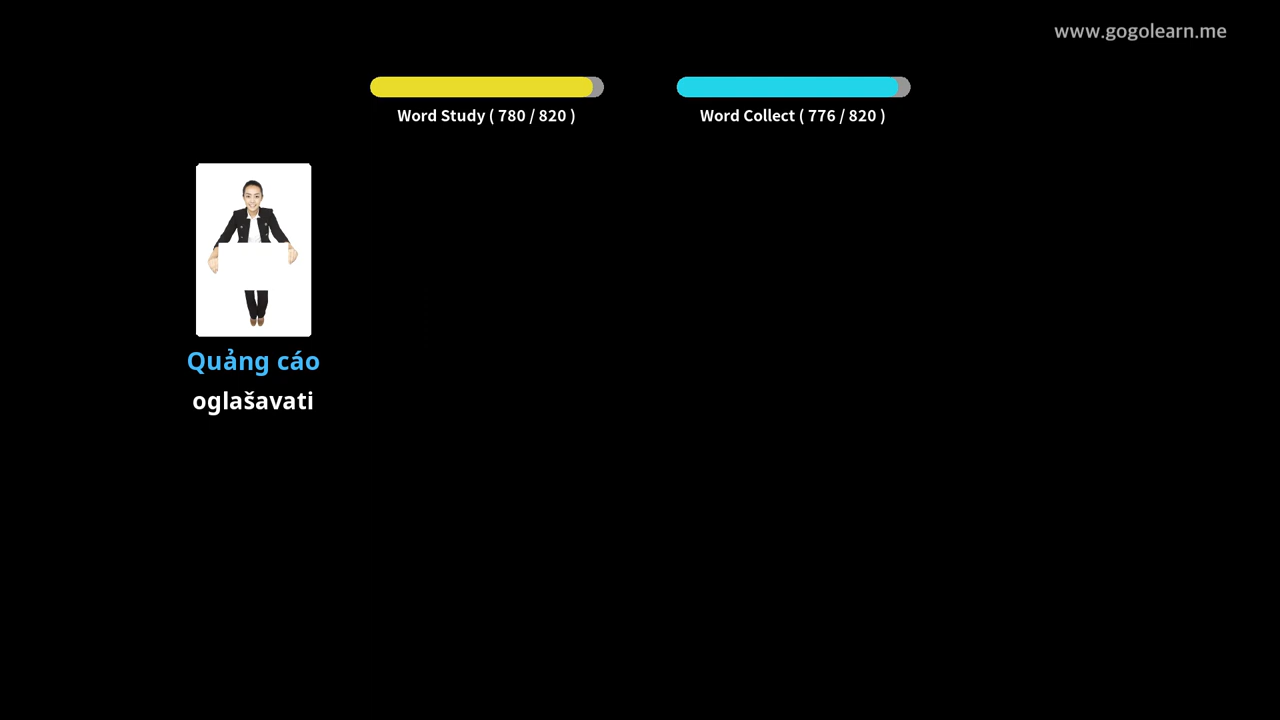 www.gogolearn.me
Word Study ( 780 / 820 )
Word Collect ( 776 / 820 )
Quảng cáo
oglašavati